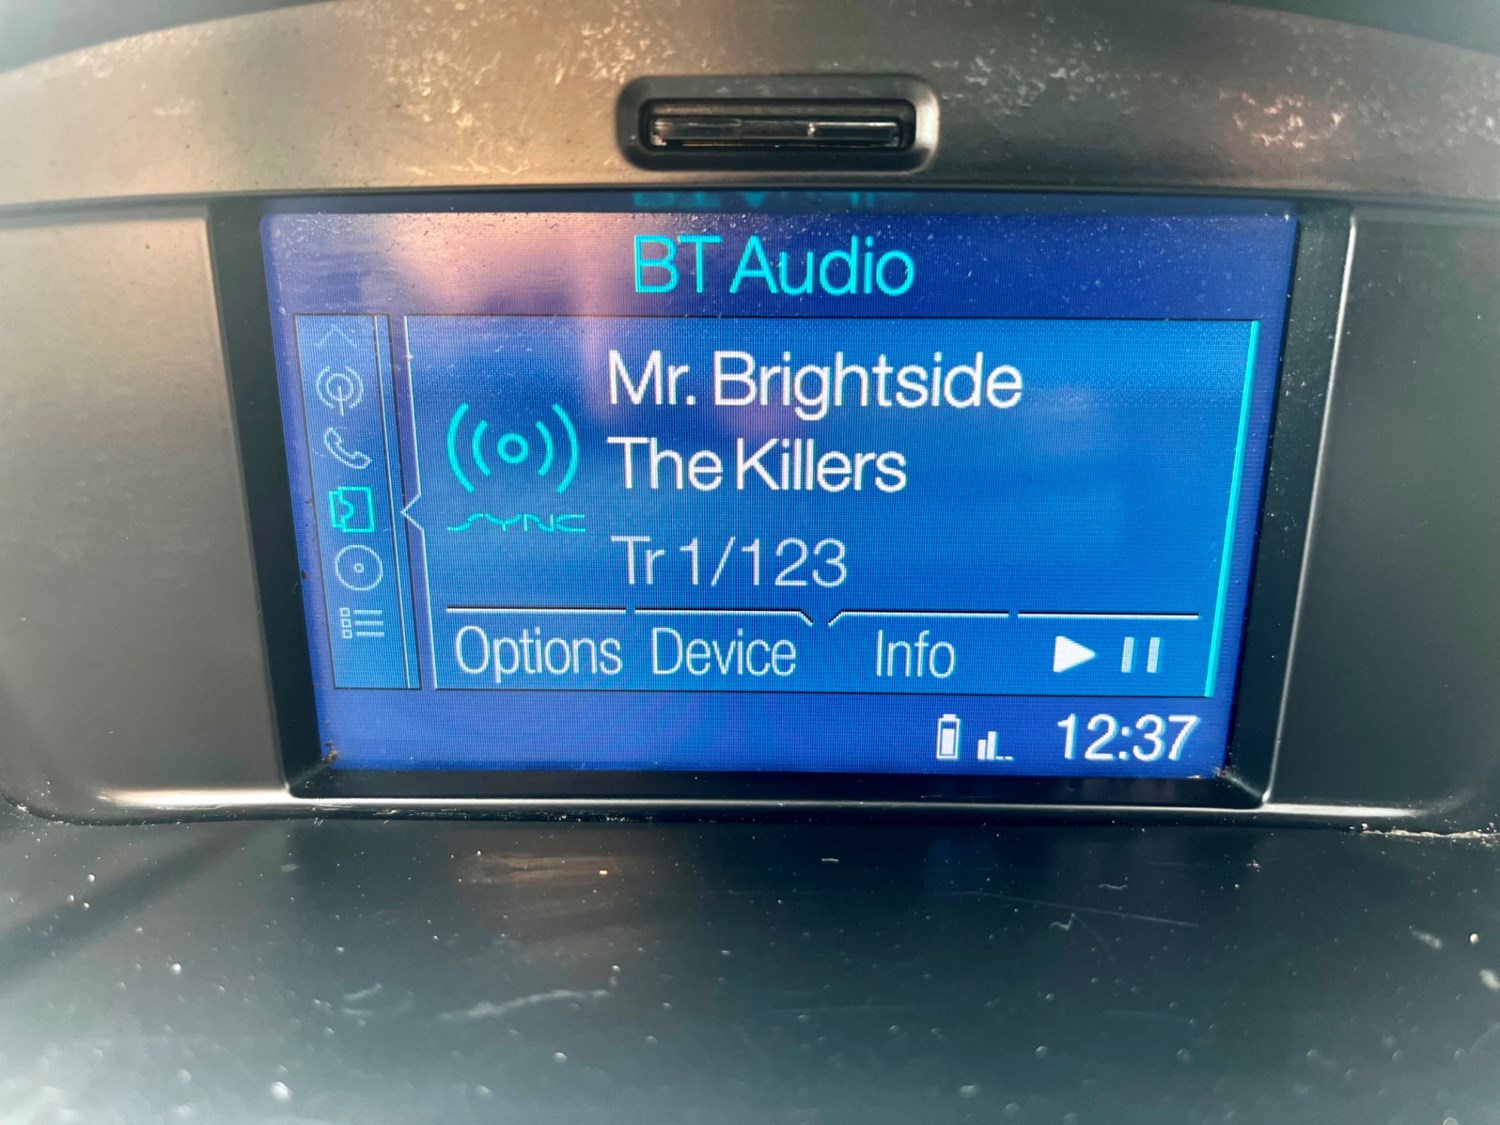 BT Audio
Mr. Brightside
The Killers
SYNC
Tr 1/123
Options Device Info
12:37